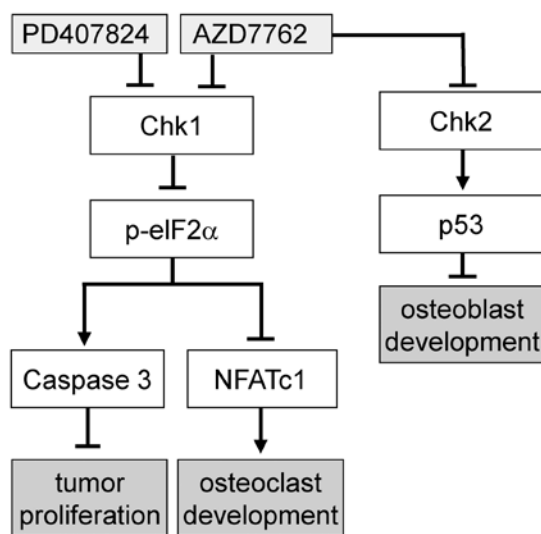 PD407824
AZD7762
Chk1
Chk2
p-eIF2α
p53
osteoblast
development
Caspase 3
NFATc1
tumor
proliferation
osteoclast
development